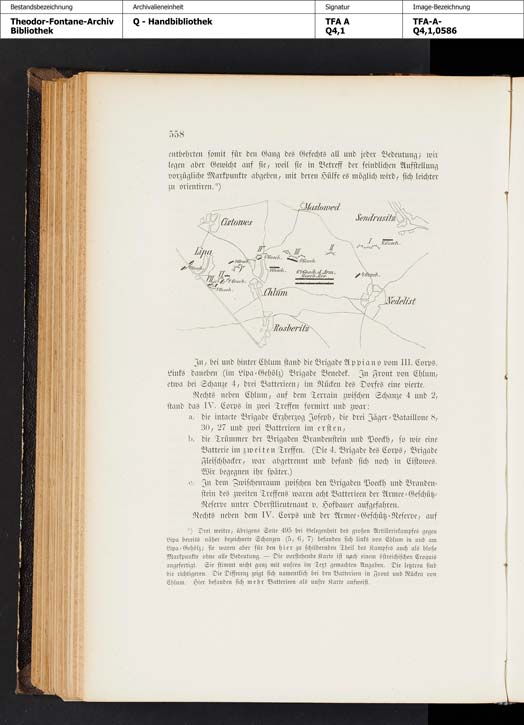 Bestandsbezeichnung
Archivalieneinheit
Signatur
Image-Bezeichnung
Theodor-Fontane-Archiv
Bibliothek
Q - Handbibliothek
TFA A
Q4,1
TFA-A-
Q4,1,0586
558
entbehrten somit für den Gang des Gefechts all und jeder Bedeutung; wir
legen aber Gewicht auf sie, weil sie in Betreff der feindlichen Aufstellung
vorzügliche Markpunkte abgeben, mit deren Hülfe es möglich wird, sich leichter
zu orientiren.*)
Maslowed
Cistowes
Sendrasitz
Lipa
Chlum
Nedelist
Rosberitz
In, bei und hinter Chlum stand die Brigade Appiano vom III. Corps.
Links daneben (im Lipa-Gehölz) Brigade Benedek. In Front von Chlum,
etwa bei Schanze 4, drei Batterieen; im Rücken des Dorfes eine vierte.
Rechts neben Chlum, auf dem Terrain zwischen Schanze 4 und 2,
stand das IV. Corps in zwei Treffen formirt und zwar:
a. die intacte Brigade Erzherzog Joseph, die drei Jäger-Bataillone 8,
30, 27 und zwei Batterieen im ersten,
b. die Trümmer der Brigaden Brandenstein und Poeckh, so wie eine
Batterie im zweiten Treffen. (Die 4. Brigade des Corps, Brigade
Fleischhacker, war abgetrennt und befand sich noch in Cistowes.
Wir begegnen ihr später.)
c. In dem Zwischenraum zwischen den Brigaden Poeckh und Branden-
stein des zweiten Treffens waren acht Batterieen der Armee-Geschütz-
Reserve unter Oberstlieutenant v. Hofbauer aufgefahren.
Rechts neben dem IV. Corps und der Armee-Geschütz-Reserve, auf
*) Drei weitre, übrigens Seite 495 bei Gelegenheit des großen Artilleriekampfes gegen
Lipa bereits näher bezeichnete Schanzen (5, 6, 7) befanden sich links von Chlum in und am
Lipa-Gehölz; sie waren aber für den hier zu schildernden Theil des Kampfes auch als bloße
Markpunkte ohne alle Bedeutung. — Die vorstehende Karte ist nach einem östreichischen Croquis
angefertigt. Sie stimmt nicht ganz mit unsren im Text gemachten Angaben. Die letztren sind
die richtigeren. Die Differenz zeigt sich namentlich bei den Batterieen in Front und Rücken von
Chlum. Hier befanden sich mehr Batterieen als unsre Karte aufweist.